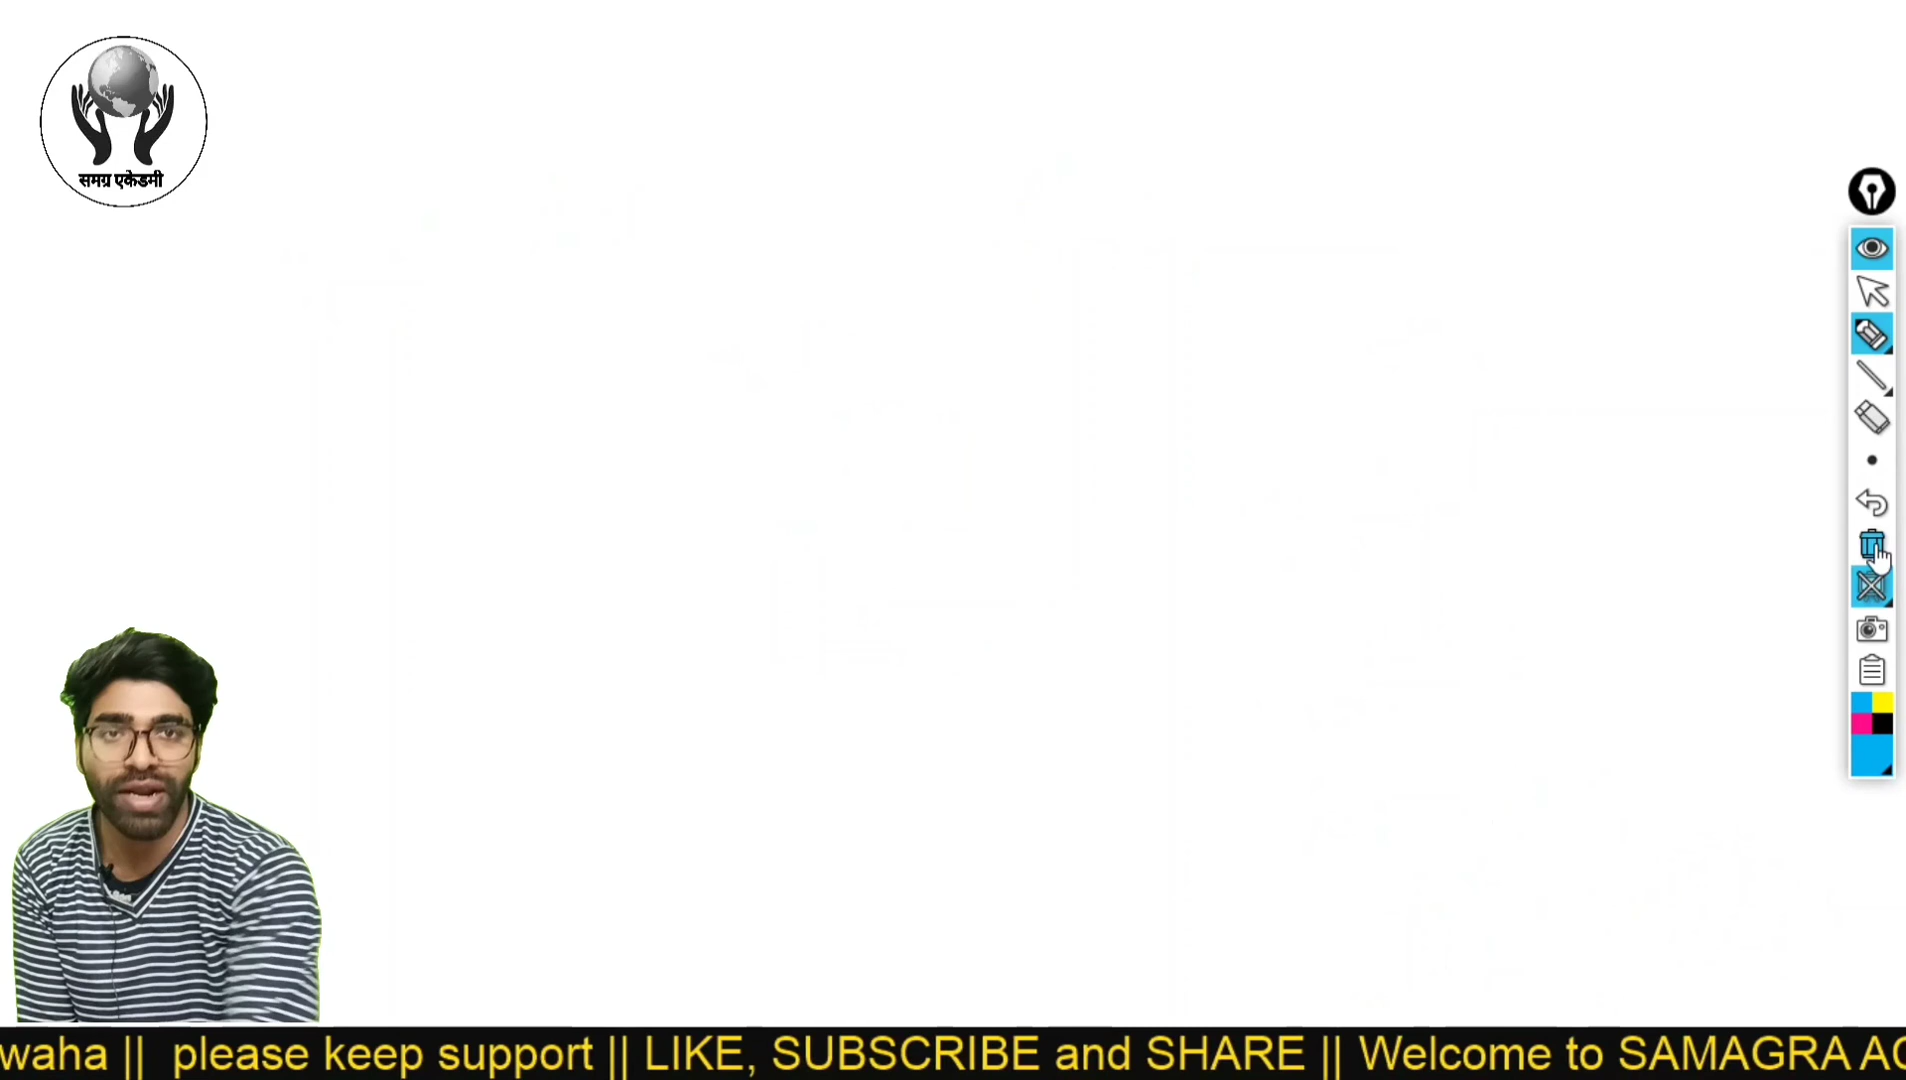 समग्र एकेडमी
waha || please keep support || LIKE, SUBSCRIBE and SHARE || Welcome to SAMAGRA AC